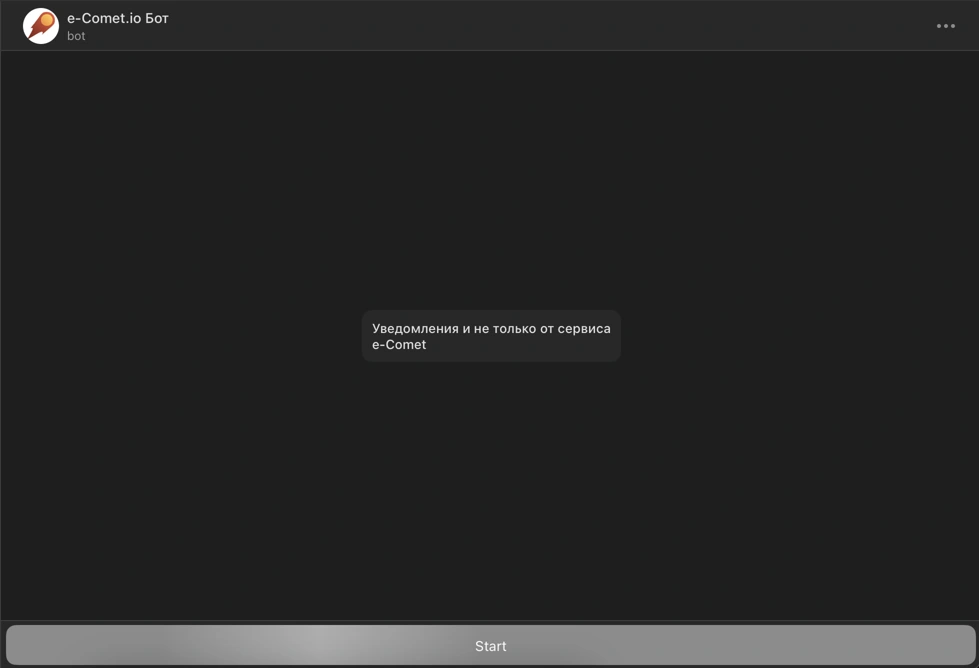 e-Comet.io Бот
bot
Уведомления и не только от сервиса
e-Comet
Start